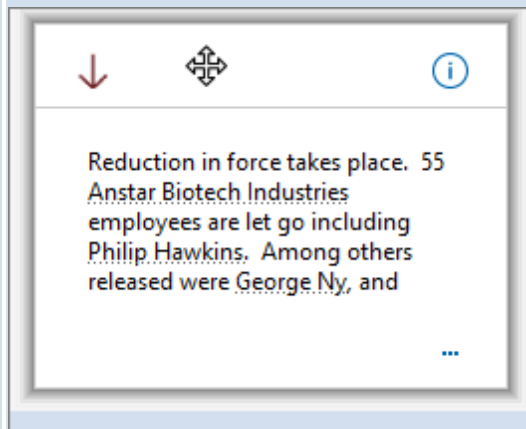 Reduction in force takes place.  55
Anstar Biotech Industries
employees are let go including
Philip Hawkins.  Among others
released were George Ny, and
...